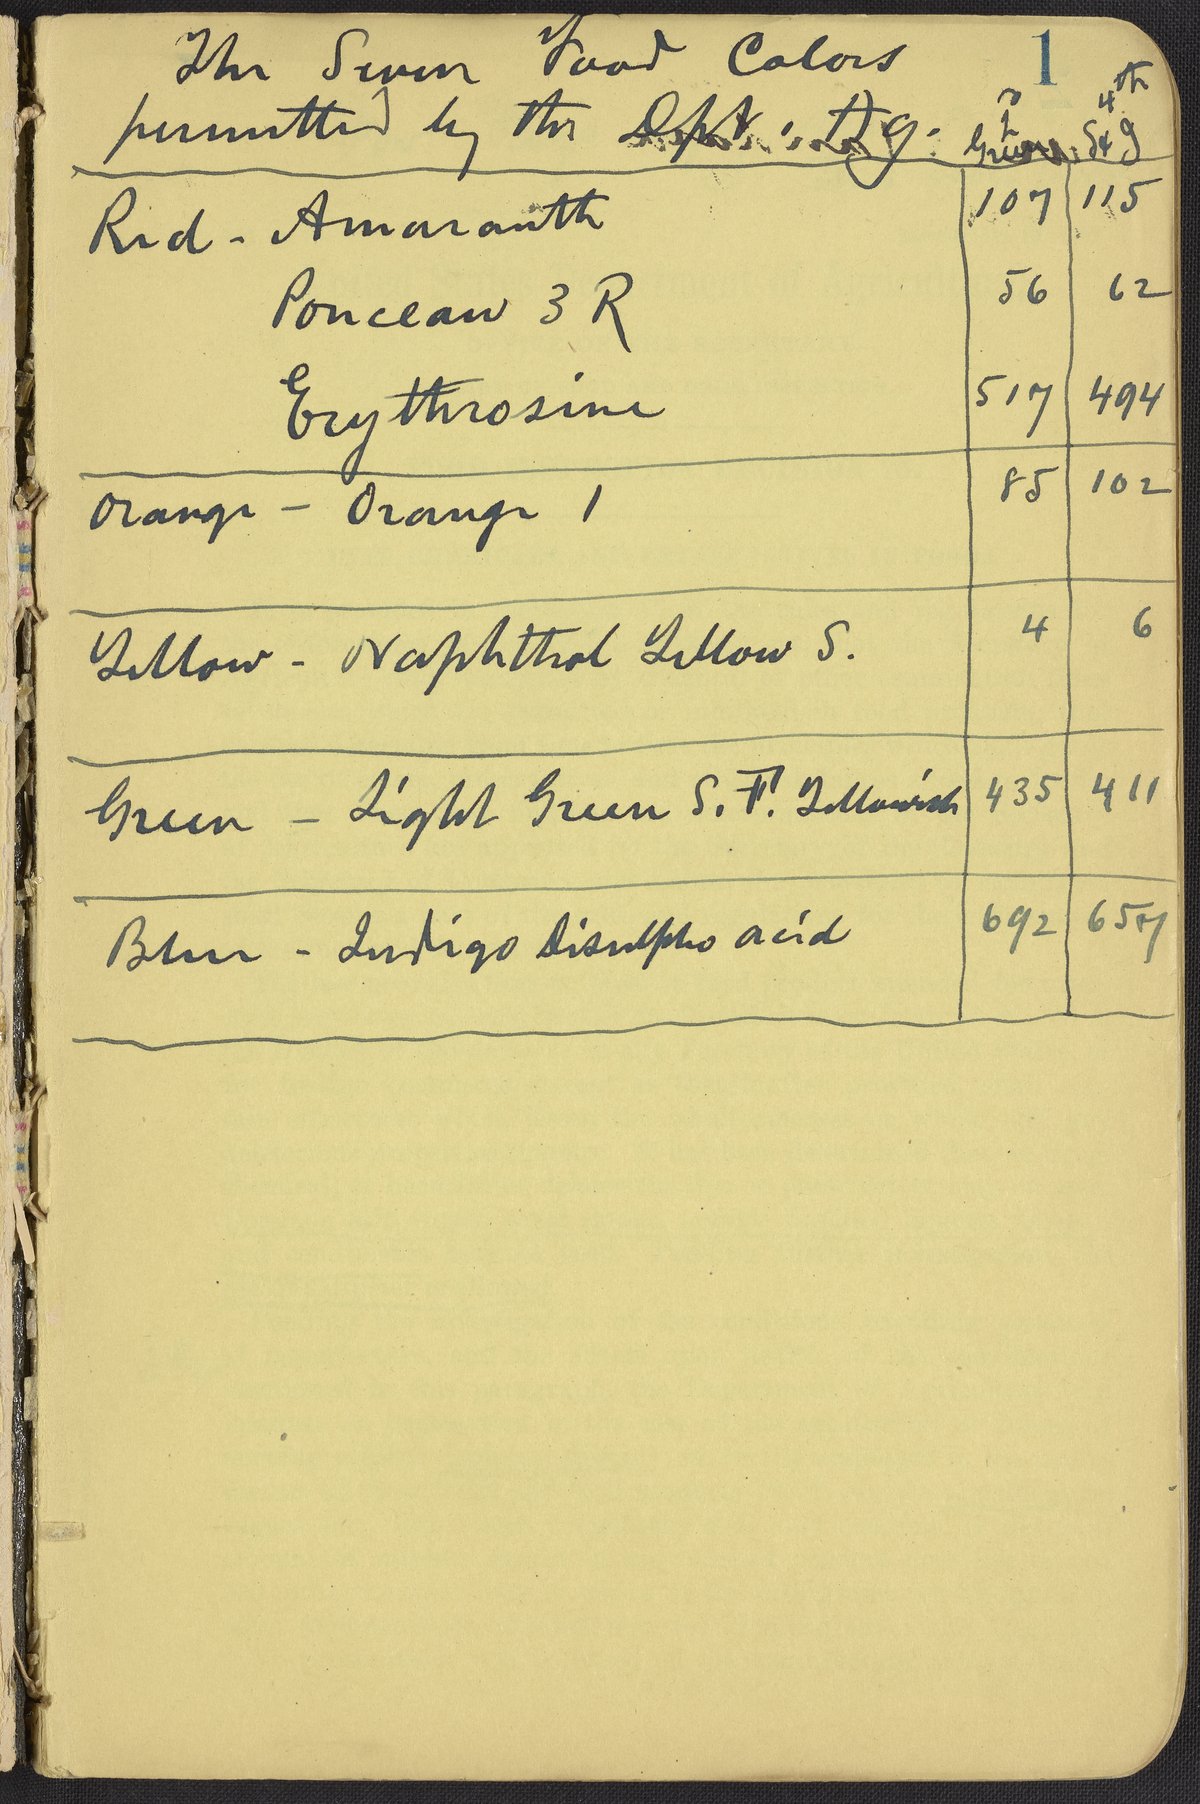 1
The Seven Food Colors
permitted by the Dept. Ag.
Green 4th S & J
Red - Amaranth 107 115
Ponceau 3 R 56 62
Erythrosine 517 494
Orange - Orange 1 85 102
Yellow - Naphthol Yellow S. 4 6
Green - Light Green S. F. Yellowish 435 411
Blue - Indigo Disulpho acid 692 657